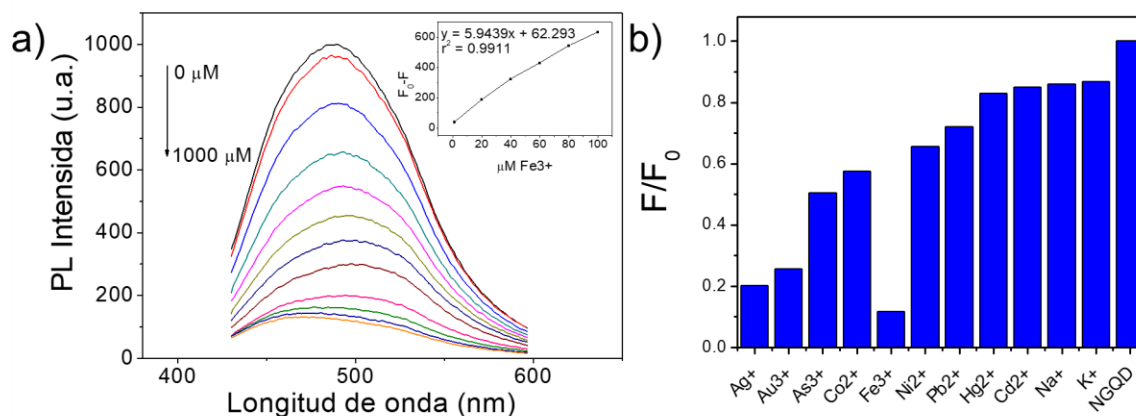 a)
1000
800
600
400
200
0
PL Intensida (u.a.)
0 μM
1000 μM
400 500 600
Longitud de onda (nm)
y = 5.9439x + 62.293
r² = 0.9911
600
400
200
0
F₀-F
0 20 40 60 80 100
μM Fe3+
b)
1.0
0.8
0.6
0.4
0.2
0.0
F/F₀
Ag+ Au3+ As3+ Co2+ Fe3+ Ni2+ Pb2+ Hg2+ Cd2+ Na+ K+ NGQD